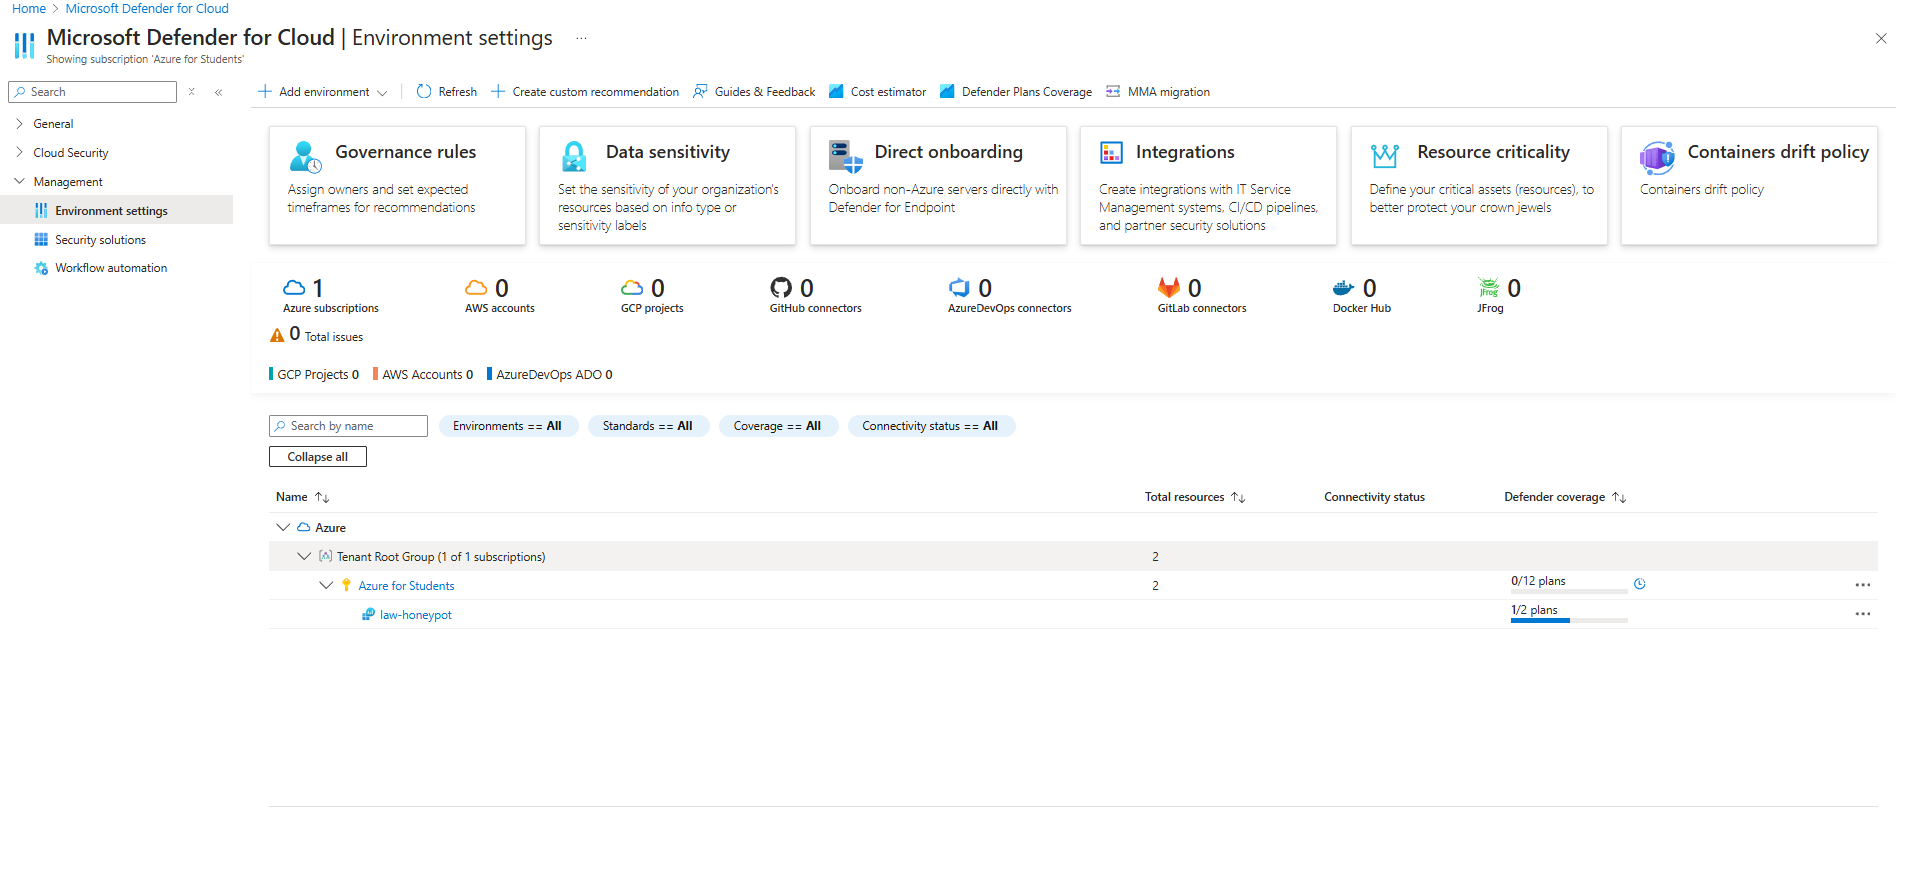 Home > Microsoft Defender for Cloud
Microsoft Defender for Cloud | Environment settings ...
Showing subscription 'Azure for Students'
Search
General
Cloud Security
Management
Environment settings
Security solutions
Workflow automation
Add environment
Refresh
Create custom recommendation
Guides & Feedback
Cost estimator
Defender Plans Coverage
MMA migration
Governance rules
Assign owners and set expected
timeframes for recommendations
Data sensitivity
Set the sensitivity of your organization's
resources based on info type or
sensitivity labels
Direct onboarding
Onboard non-Azure servers directly with
Defender for Endpoint
Integrations
Create integrations with IT Service
Management systems, CI/CD pipelines,
and partner security solutions
Resource criticality
Define your critical assets (resources), to
better protect your crown jewels
Containers drift policy
Containers drift policy
1
Azure subscriptions
0
AWS accounts
0
GCP projects
0
GitHub connectors
0
AzureDevOps connectors
0
GitLab connectors
0
Docker Hub
JFrog 0
JFrog
0 Total issues
GCP Projects 0 AWS Accounts 0 AzureDevOps ADO 0
Search by name
Environments == All
Standards == All
Coverage == All
Connectivity status == All
Collapse all
Name Total resources Connectivity status Defender coverage
Azure
Tenant Root Group (1 of 1 subscriptions) 2
Azure for Students 2 0/12 plans
law-honeypot 1/2 plans